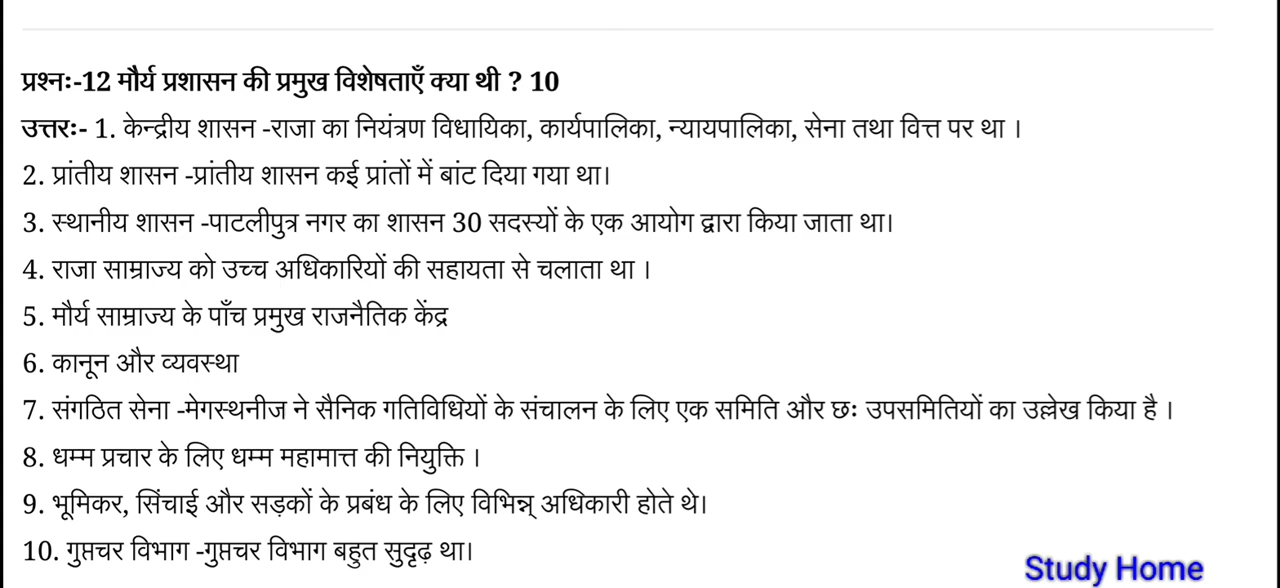 प्रश्नः-12 मौर्य प्रशासन की प्रमुख विशेषताएँ क्या थी ? 10
उत्तरः- 1. केन्द्रीय शासन -राजा का नियंत्रण विधायिका, कार्यपालिका, न्यायपालिका, सेना तथा वित्त पर था ।
2. प्रांतीय शासन -प्रांतीय शासन कई प्रांतों में बांट दिया गया था।
3. स्थानीय शासन -पाटलीपुत्र नगर का शासन 30 सदस्यों के एक आयोग द्वारा किया जाता था।
4. राजा साम्राज्य को उच्च अधिकारियों की सहायता से चलाता था ।
5. मौर्य साम्राज्य के पाँच प्रमुख राजनैतिक केंद्र
6. कानून और व्यवस्था
7. संगठित सेना -मेगस्थनीज ने सैनिक गतिविधियों के संचालन के लिए एक समिति और छः उपसमितियों का उल्लेख किया है ।
8. धम्म प्रचार के लिए धम्म महामात्त की नियुक्ति ।
9. भूमिकर, सिंचाई और सड़कों के प्रबंध के लिए विभिन्न् अधिकारी होते थे।
10. गुप्तचर विभाग -गुप्तचर विभाग बहुत सुदृढ़ था।
Study Home